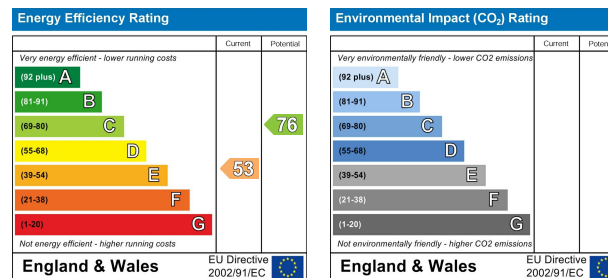 Energy Efficiency Rating
Current Potential
Very energy efficient - lower running costs
(92 plus) A
(81-91) B
(69-80) C
76
(55-68) D
(39-54) E
53
(21-38) F
(1-20) G
Not energy efficient - higher running costs
England & Wales
EU Directive
2002/91/EC
Environmental Impact (CO₂) Rating
Current Poten
Very environmentally friendly - lower CO2 emissions
(92 plus) A
(81-91) B
(69-80) C
(55-68) D
(39-54) E
(21-38) F
(1-20) G
Not environmentally friendly - higher CO2 emissions
England & Wales
EU Directive
2002/91/EC